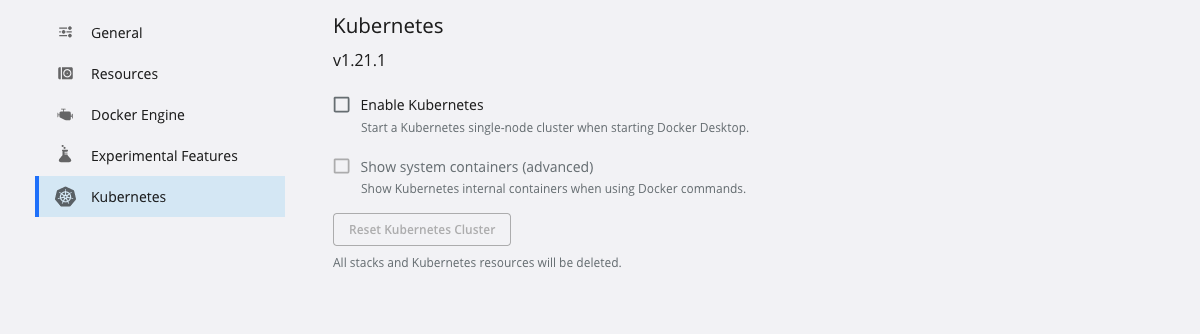 General
Resources
Docker Engine
Experimental Features
Kubernetes
Kubernetes
v1.21.1
Enable Kubernetes
Start a Kubernetes single-node cluster when starting Docker Desktop.
Show system containers (advanced)
Show Kubernetes internal containers when using Docker commands.
Reset Kubernetes Cluster
All stacks and Kubernetes resources will be deleted.